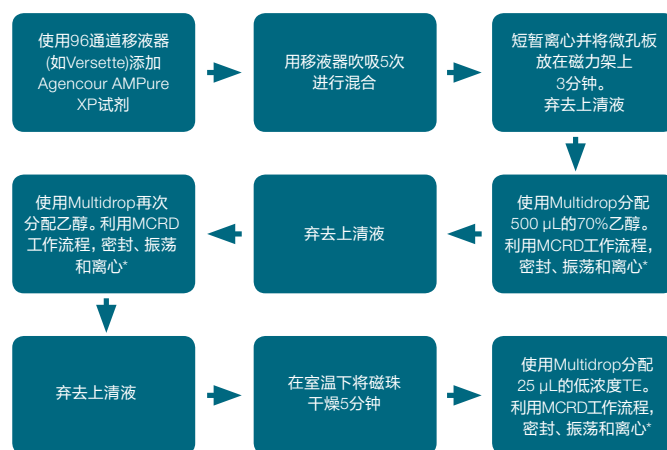 使用96通道移液器
(如Versette)添加
Agencour AMPure
XP试剂
用移液器吹吸5次
进行混合
短暂离心并将微孔板
放在磁力架上
3分钟。
弃去上清液
使用Multidrop分配
500 µL的70%乙醇。
利用MCRD工作流程，
密封、振荡和离心*
弃去上清液
使用Multidrop再次
分配乙醇。利用MCRD
工作流程，密封、振荡
和离心*
弃去上清液
在室温下将磁珠
干燥5分钟
使用Multidrop分配
25 µL的低浓度TE。
利用MCRD工作流程，
密封、振荡和离心*